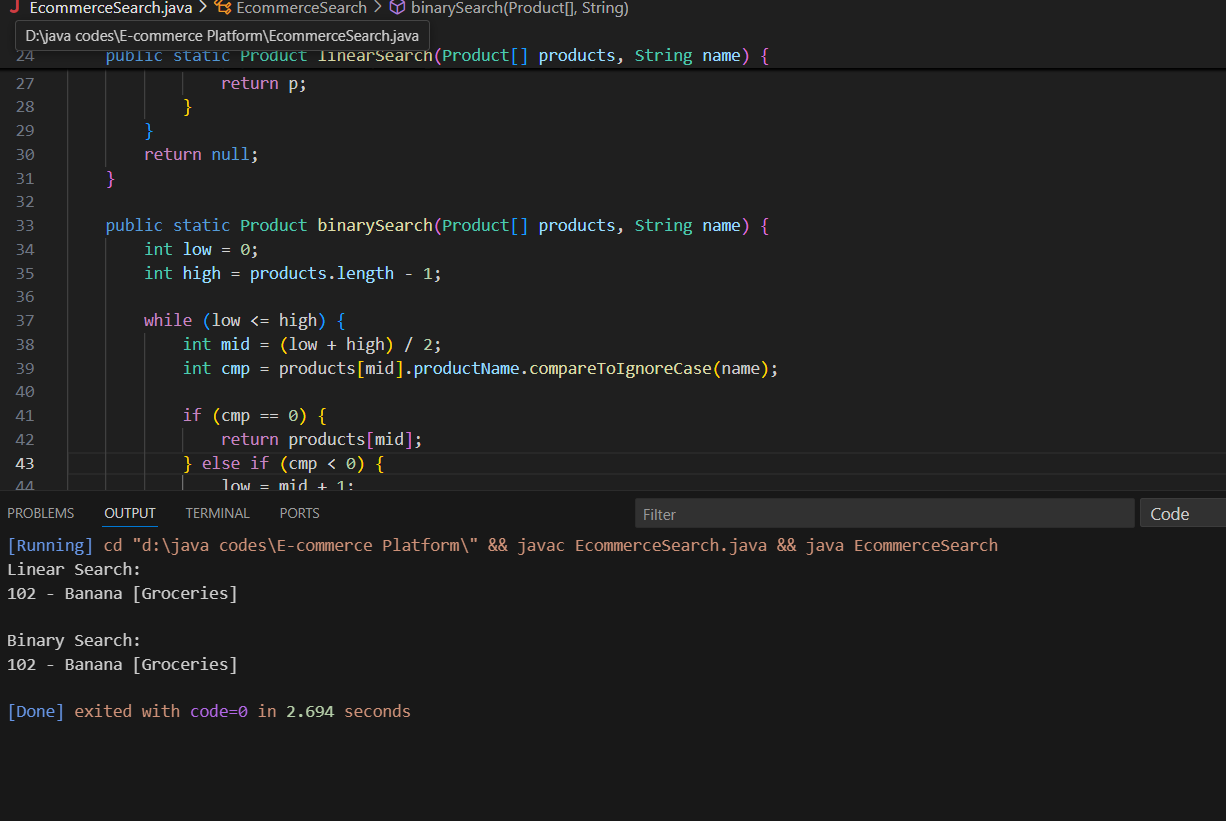 EcommerceSearch.java > EcommerceSearch > binarySearch(Product[], String)
D:\java codes\E-commerce Platform\EcommerceSearch.java
24 public static Product linearSearch(Product[] products, String name) {
27 return p;
28 }
29 }
30 return null;
31 }
32
33 public static Product binarySearch(Product[] products, String name) {
34 int low = 0;
35 int high = products.length - 1;
36
37 while (low <= high) {
38 int mid = (low + high) / 2;
39 int cmp = products[mid].productName.compareToIgnoreCase(name);
40
41 if (cmp == 0) {
42 return products[mid];
43 } else if (cmp < 0) {
44 low = mid + 1;
PROBLEMS OUTPUT TERMINAL PORTS Filter Code
[Running] cd "d:\java codes\E-commerce Platform\" && javac EcommerceSearch.java && java EcommerceSearch
Linear Search:
102 - Banana [Groceries]
Binary Search:
102 - Banana [Groceries]
[Done] exited with code=0 in 2.694 seconds